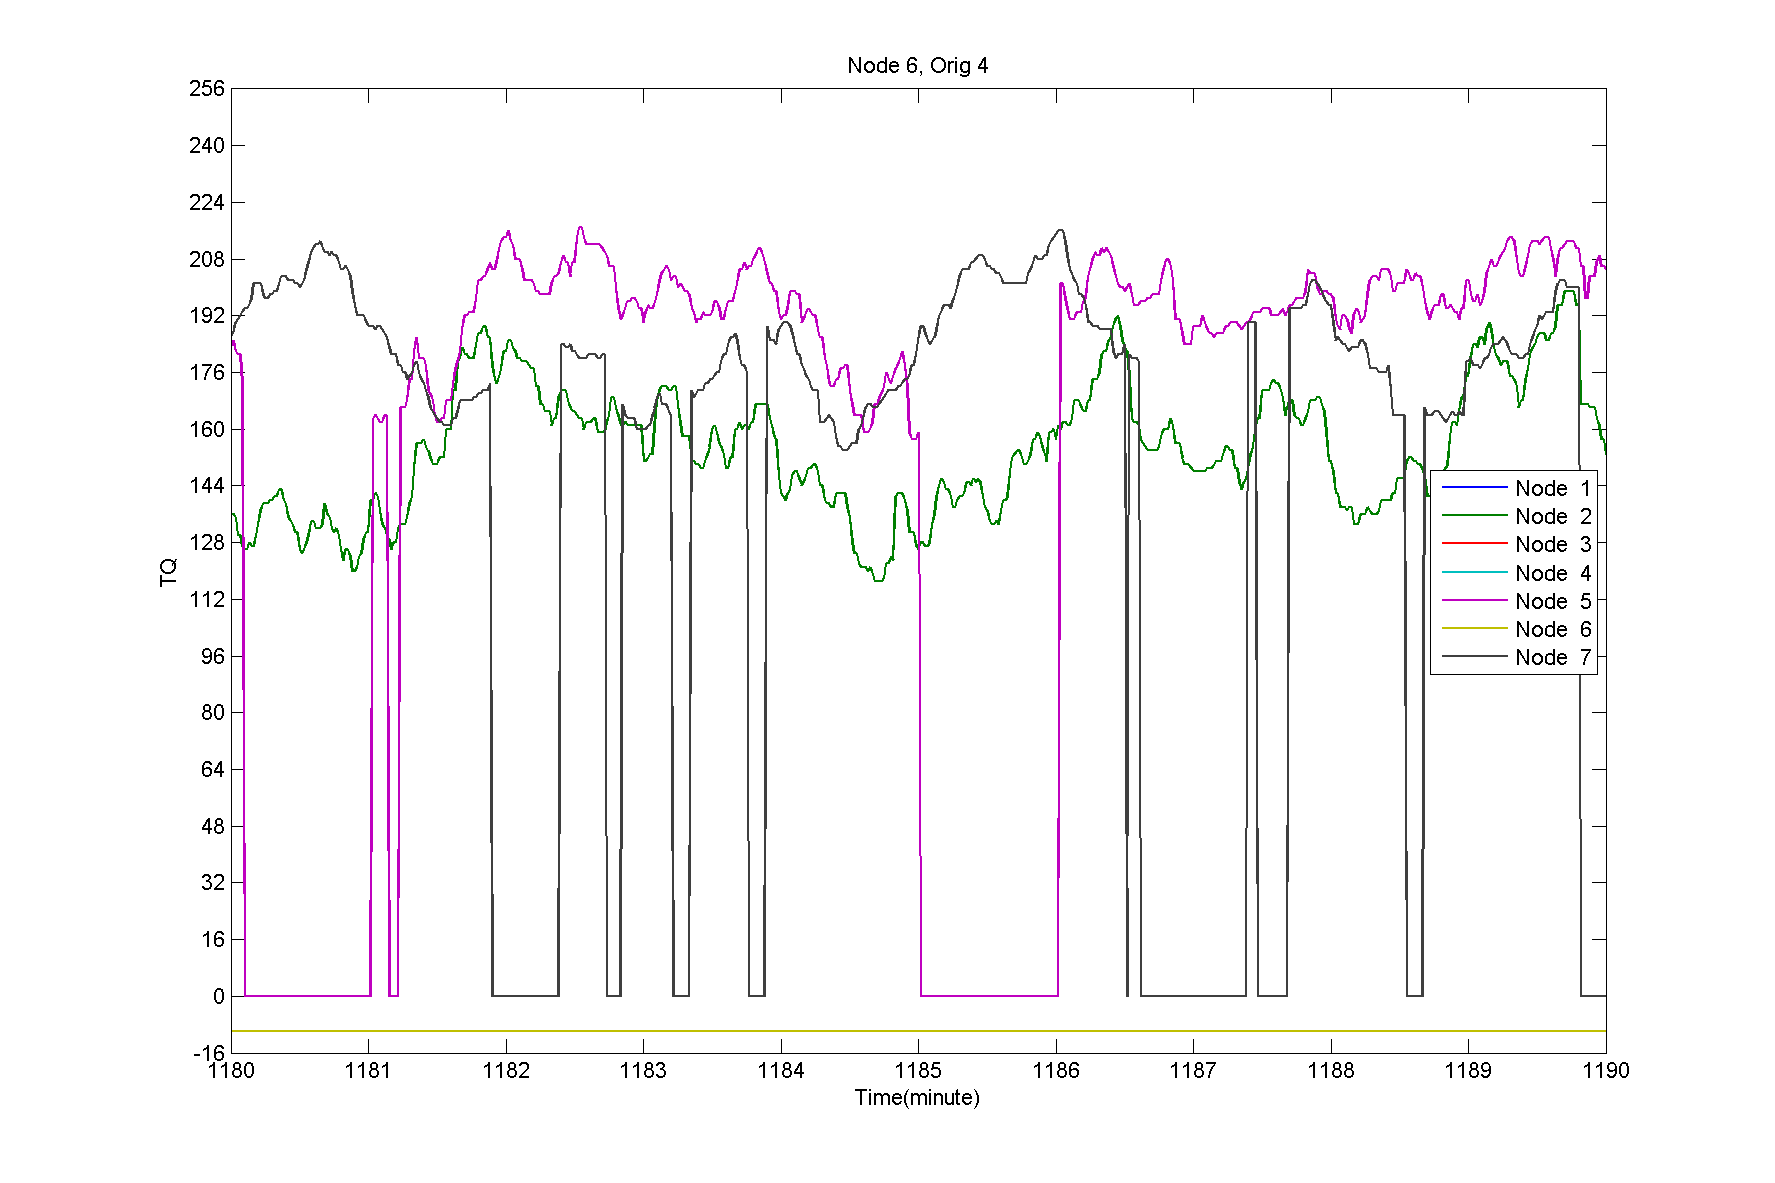 Node 6, Orig 4
256
240
224
208
192
176
160
144
128
112
96
80
64
48
32
16
0
-16
TQ
Node 1
Node 2
Node 3
Node 4
Node 5
Node 6
Node 7
1180 1181 1182 1183 1184 1185 1186 1187 1188 1189 1190
Time(minute)